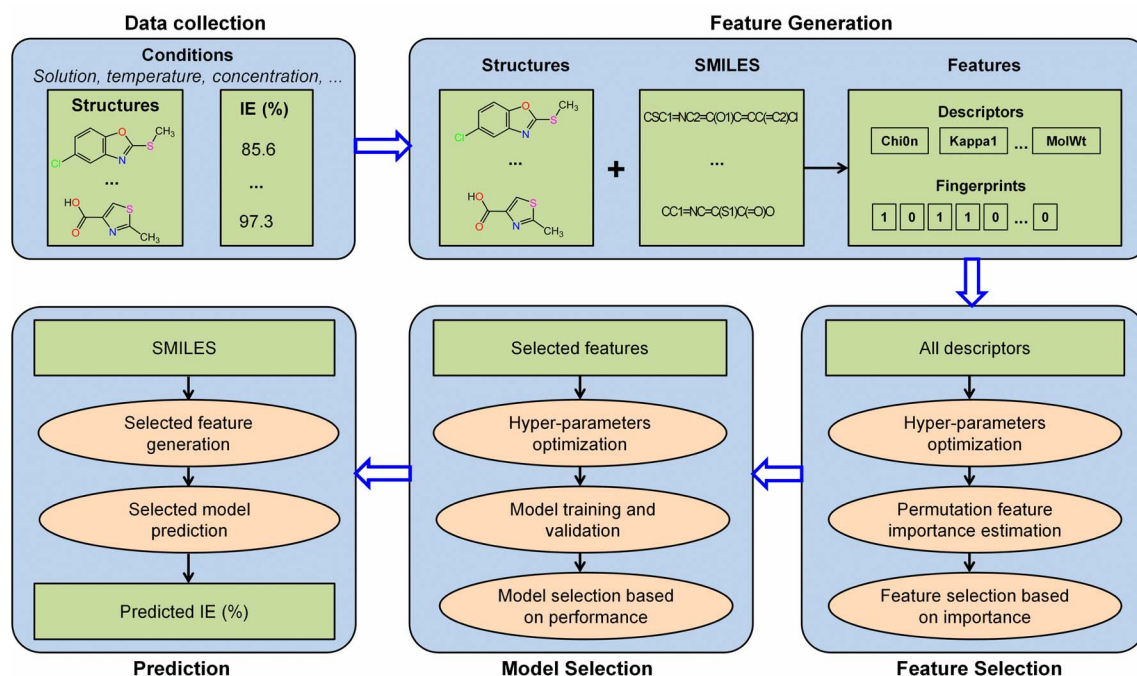 Data collection
Conditions
Solution, temperature, concentration, ...
Structures
O
CH3
S
N
Cl
...
HO
O
S
N
CH3
IE (%)
85.6
...
97.3
Feature Generation
Structures
O
CH3
S
N
Cl
...
HO
O
S
N
CH3
+
SMILES
CSC1=NC2=C(O1)C=CC(=C2)Cl
...
CC1=NC=C(S1)C(=O)O
Features
Descriptors
Chi0n Kappa1 ... MolWt
Fingerprints
1 0 1 1 0 ... 0
All descriptors
Hyper-parameters
optimization
Permutation feature
importance estimation
Feature selection based
on importance
Feature Selection
Selected features
Hyper-parameters
optimization
Model training and
validation
Model selection based
on performance
Model Selection
SMILES
Selected feature
generation
Selected model
prediction
Predicted IE (%)
Prediction